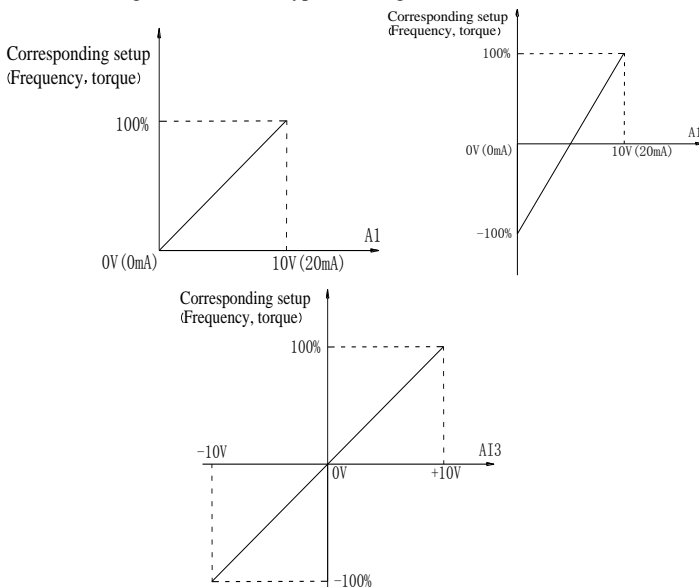 Corresponding setup
(Frequency, torque)
100%
0V(0mA)
10V(20mA)
A1
Corresponding setup
(Frequency, torque)
100%
0V(0mA)
10V(20mA)
-100%
Corresponding setup
(Frequency, torque)
100%
-10V
0V
+10V
AI3
-100%